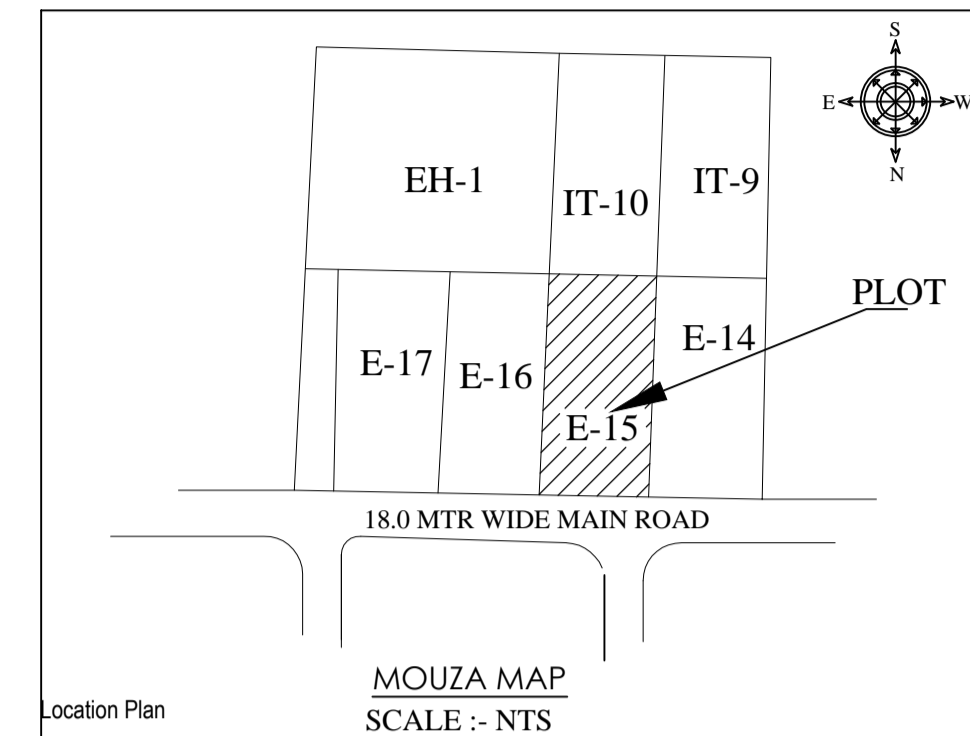 S
E
W
N
EH-1
IT-10
IT-9
PLOT
E-17
E-16
E-15
E-14
18.0 MTR WIDE MAIN ROAD
MOUZA MAP
Location Plan
SCALE :- NTS